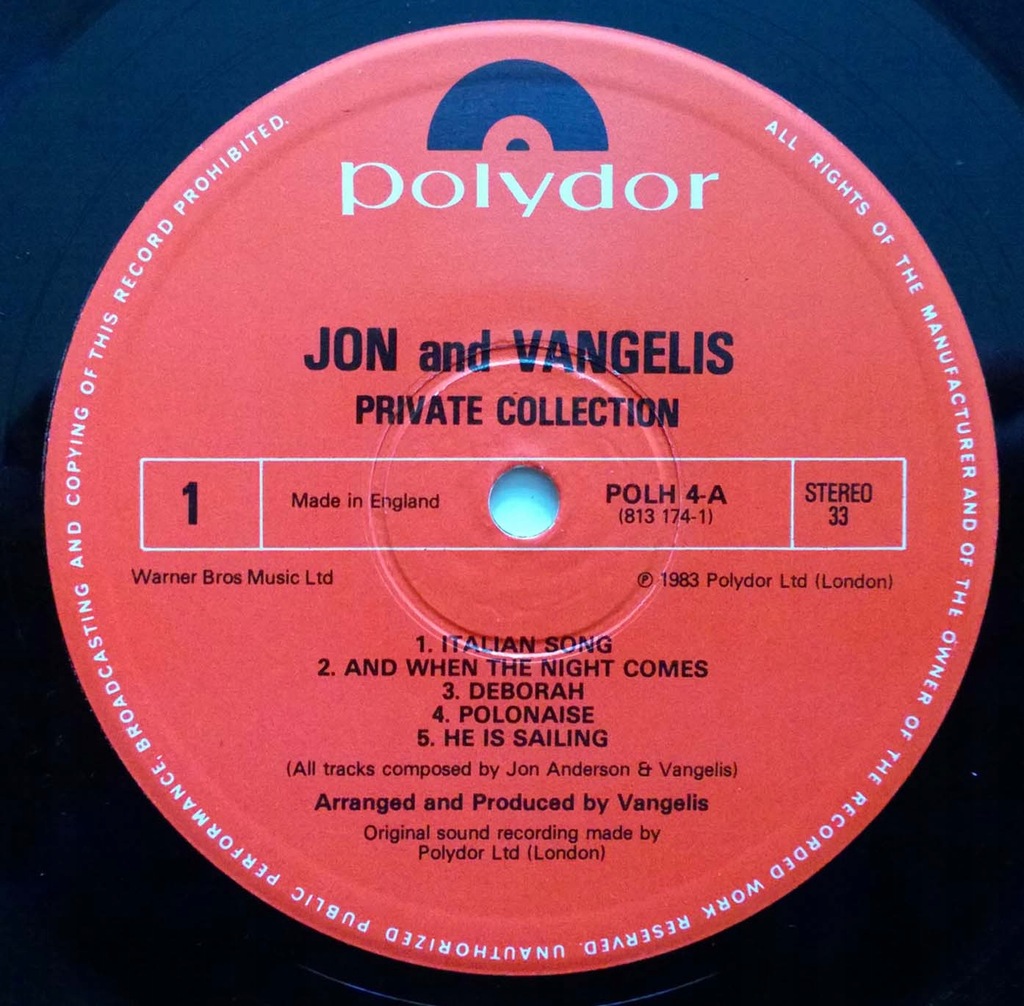 polydor
JON and VANGELIS
PRIVATE COLLECTION
1
Made in England
POLH 4-A
(813 174-1)
STEREO
33
Warner Bros Music Ltd
℗ 1983 Polydor Ltd (London)
1. ITALIAN SONG
2. AND WHEN THE NIGHT COMES
3. DEBORAH
4. POLONAISE
5. HE IS SAILING
(All tracks composed by Jon Anderson & Vangelis)
Arranged and Produced by Vangelis
Original sound recording made by
Polydor Ltd (London)
ALL RIGHTS OF THE MANUFACTURER AND OF THE OWNER OF THE RECORDED WORK RESERVED. UNAUTHORIZED PUBLIC PERFORMANCE, BROADCASTING AND COPYING OF THIS RECORD PROHIBITED.